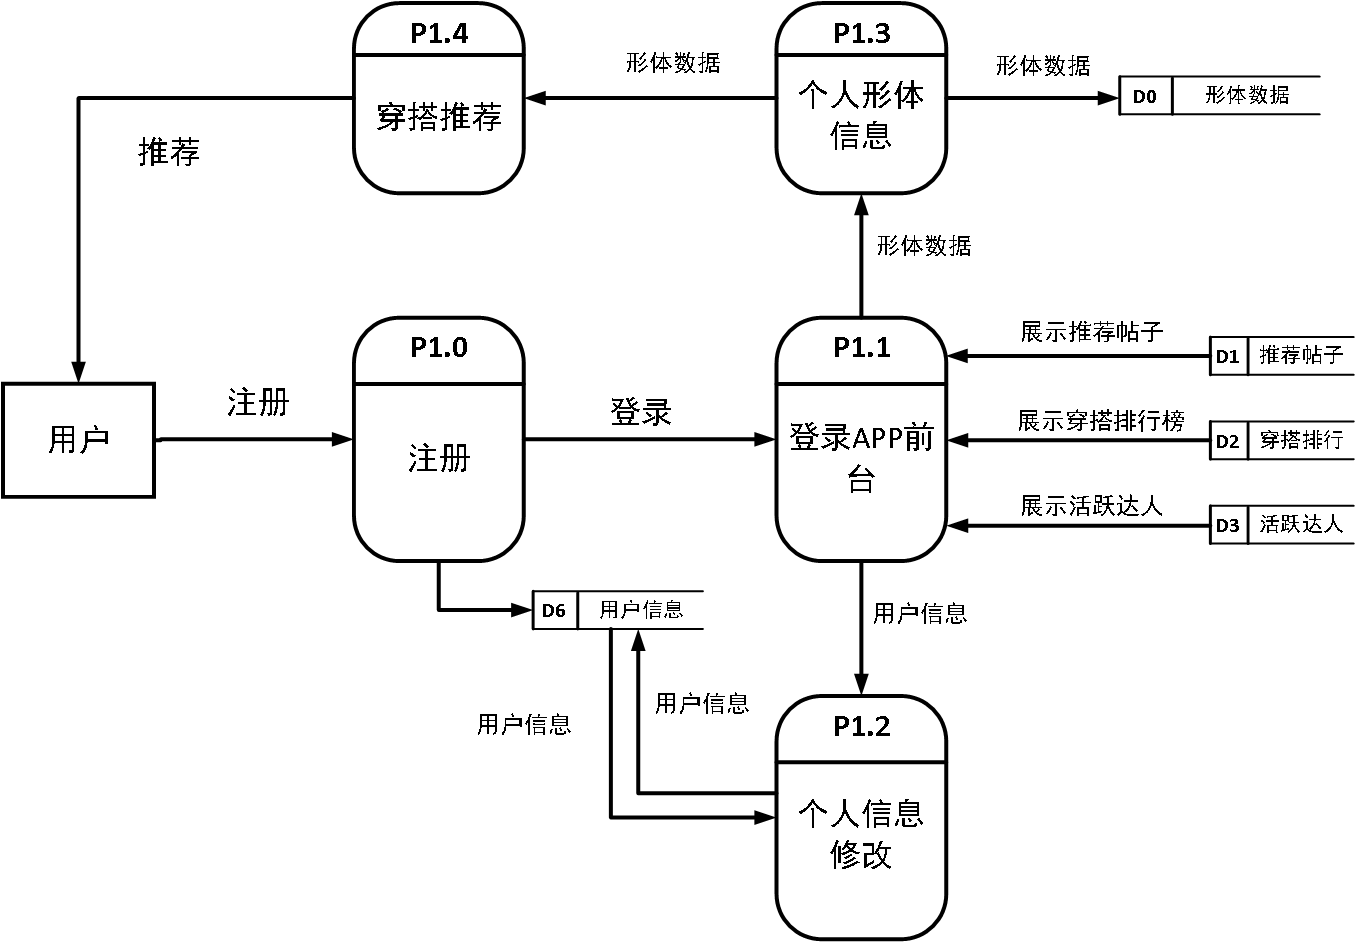 P1.4
穿搭推荐
形体数据
P1.3
个人形体
信息
形体数据
D0
形体数据
推荐
形体数据
用户
注册
P1.0
注册
登录
P1.1
登录APP前
台
展示推荐帖子
D1
推荐帖子
展示穿搭排行榜
D2
穿搭排行
展示活跃达人
D3
活跃达人
D6
用户信息
用户信息
用户信息
用户信息
P1.2
个人信息
修改